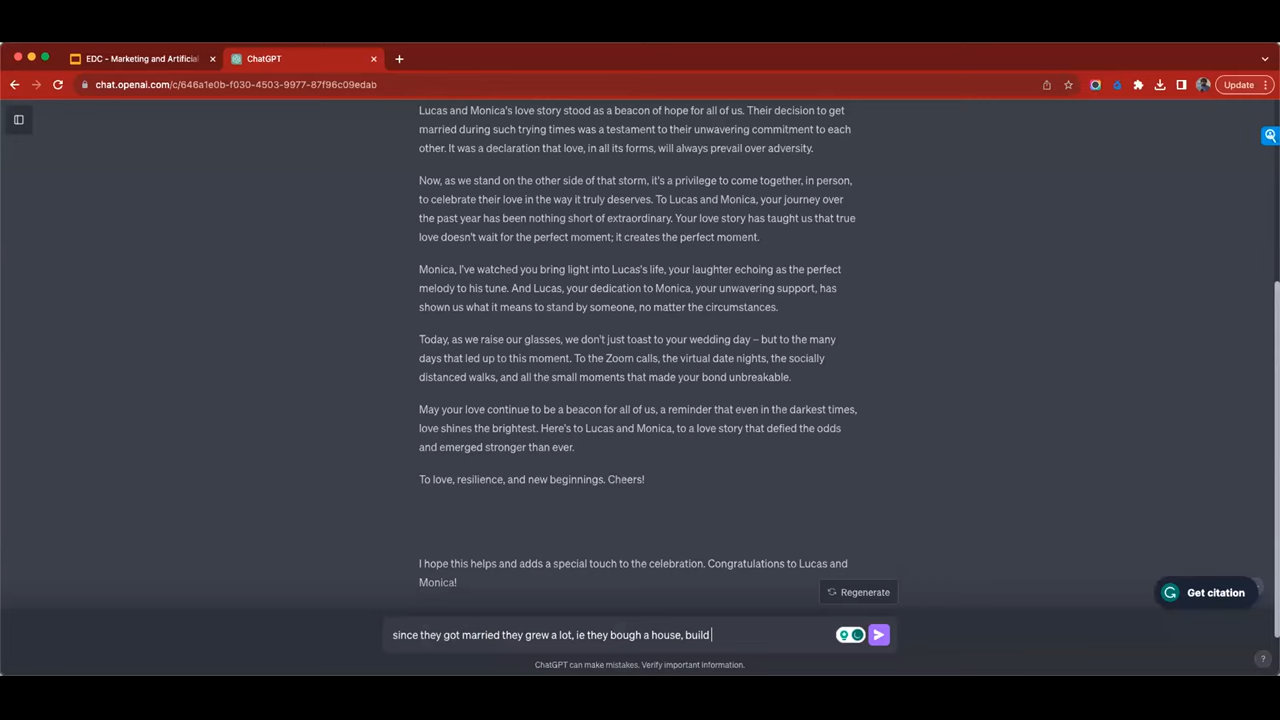 EDC - Marketing and Artificial
ChatGPT
chat.openai.com/c/646a1e0b-f030-4503-9977-87f96c09edab
Update
Lucas and Monica's love story stood as a beacon of hope for all of us. Their decision to get
married during such trying times was a testament to their unwavering commitment to each
other. It was a declaration that love, in all its forms, will always prevail over adversity.
Now, as we stand on the other side of that storm, it's a privilege to come together, in person,
to celebrate their love in the way it truly deserves. To Lucas and Monica, your journey over
the past year has been nothing short of extraordinary. Your love story has taught us that true
love doesn't wait for the perfect moment; it creates the perfect moment.
Monica, I've watched you bring light into Lucas's life, your laughter echoing as the perfect
melody to his tune. And Lucas, your dedication to Monica, your unwavering support, has
shown us what it means to stand by someone, no matter the circumstances.
Today, as we raise our glasses, we don't just toast to your wedding day – but to the many
days that led up to this moment. To the Zoom calls, the virtual date nights, the socially
distanced walks, and all the small moments that made your bond unbreakable.
May your love continue to be a beacon for all of us, a reminder that even in the darkest times,
love shines the brightest. Here's to Lucas and Monica, to a love story that defied the odds
and emerged stronger than ever.
To love, resilience, and new beginnings. Cheers!
I hope this helps and adds a special touch to the celebration. Congratulations to Lucas and
Monica!
Regenerate
Get citation
since they got married they grew a lot, ie they bough a house, build
ChatGPT can make mistakes. Verify important information.
?